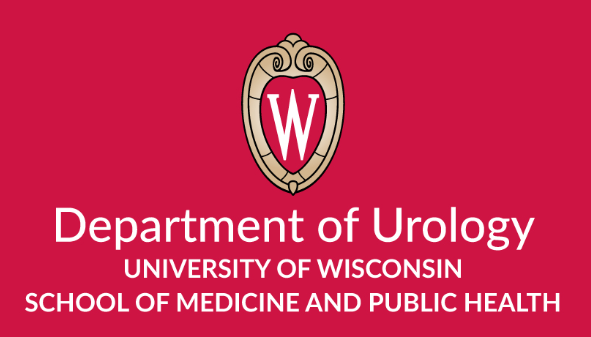 W
Department of Urology
UNIVERSITY OF WISCONSIN
SCHOOL OF MEDICINE AND PUBLIC HEALTH